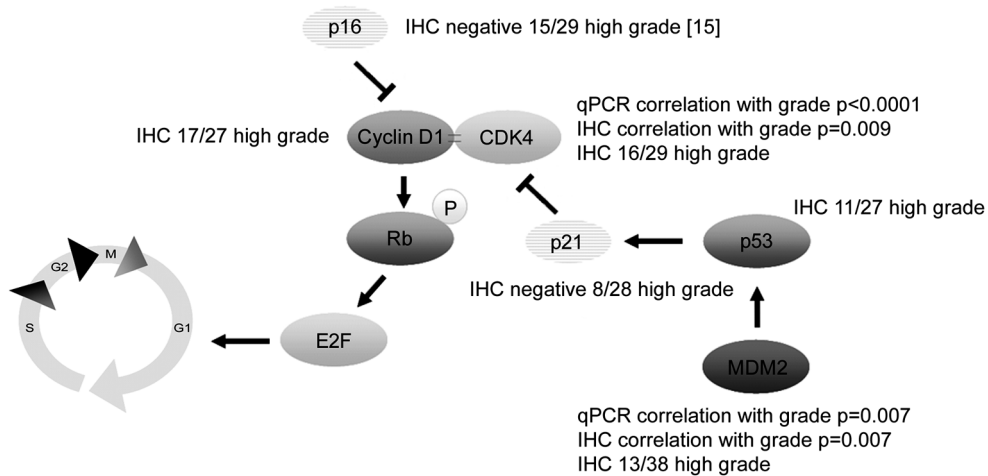 p16
IHC negative 15/29 high grade [15]
qPCR correlation with grade p<0.0001
IHC correlation with grade p=0.009
IHC 16/29 high grade
IHC 17/27 high grade
Cyclin D1
=
CDK4
P
Rb
p21
p53
IHC 11/27 high grade
IHC negative 8/28 high grade
G2
M
S
G1
E2F
MDM2
qPCR correlation with grade p=0.007
IHC correlation with grade p=0.007
IHC 13/38 high grade